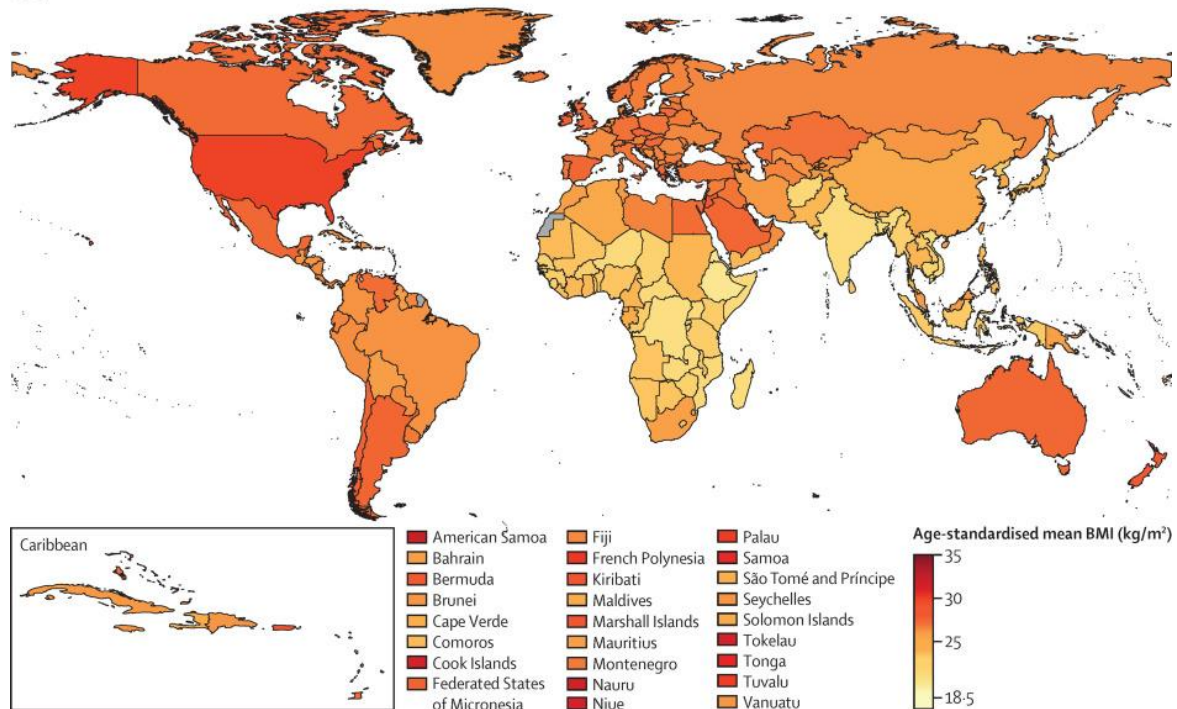 Caribbean
American Samoa
Bahrain
Bermuda
Brunei
Cape Verde
Comoros
Cook Islands
Federated States
of Micronesia
Fiji
French Polynesia
Kiribati
Maldives
Marshall Islands
Mauritius
Montenegro
Nauru
Niue
Palau
Samoa
São Tomé and Príncipe
Seychelles
Solomon Islands
Tokelau
Tonga
Tuvalu
Vanuatu
Age-standardised mean BMI (kg/m²)
35
30
25
18·5